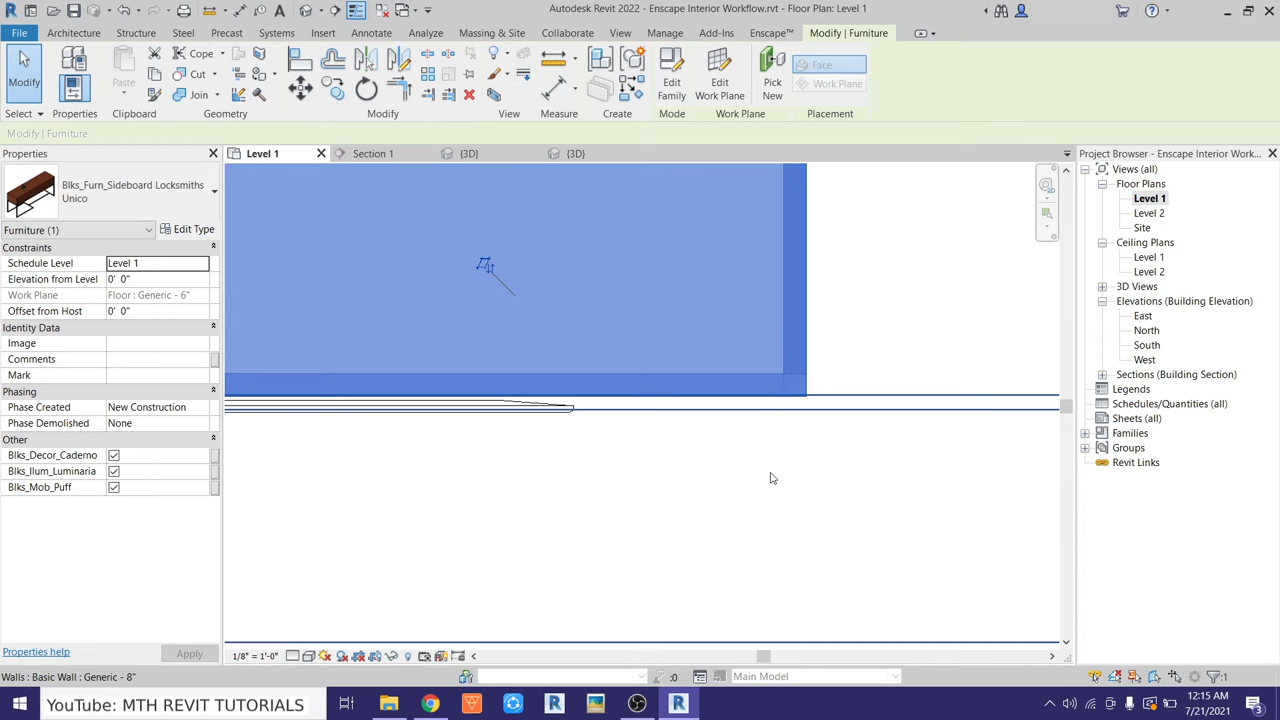 Autodesk Revit 2022 - Enscape Interior Workflow.rvt - Floor Plan: Level 1
File Architecture Structure Steel Precast Systems Insert Annotate Analyze Massing & Site Collaborate View Manage Add-Ins Enscape™ Modify | Furniture
Modify
Paste
Cope
Cut
Join
Edit Family
Edit Work Plane
Pick New
Face
Work Plane
Select Properties Clipboard Geometry Modify View Measure Create Mode Work Plane Placement
Modify | Furniture
Properties
Level 1 Section 1 {3D} {3D}
Project Browser - Enscape Interior Work...
Blks_Furn_Sideboard Locksmiths
Unico
Furniture (1) Edit Type
Constraints
Schedule Level Level 1
Elevation from Level 0' 0"
Work Plane Floor : Generic - 6"
Offset from Host 0' 0"
Identity Data
Image
Comments
Mark
Phasing
Phase Created New Construction
Phase Demolished None
Other
Blks_Decor_Caderno
Blks_Ilum_Luminaria
Blks_Mob_Puff
Properties help Apply
Views (all)
Floor Plans
Level 1
Level 2
Site
Ceiling Plans
Level 1
Level 2
3D Views
Elevations (Building Elevation)
East
North
South
West
Sections (Building Section)
Legends
Schedules/Quantities (all)
Sheets (all)
Families
Groups
Revit Links
1/8" = 1'-0"
Walls : Basic Wall : Generic - 8" :0 Main Model :1
YouTube: MTH REVIT TUTORIALS
12:15 AM
7/21/2021
3